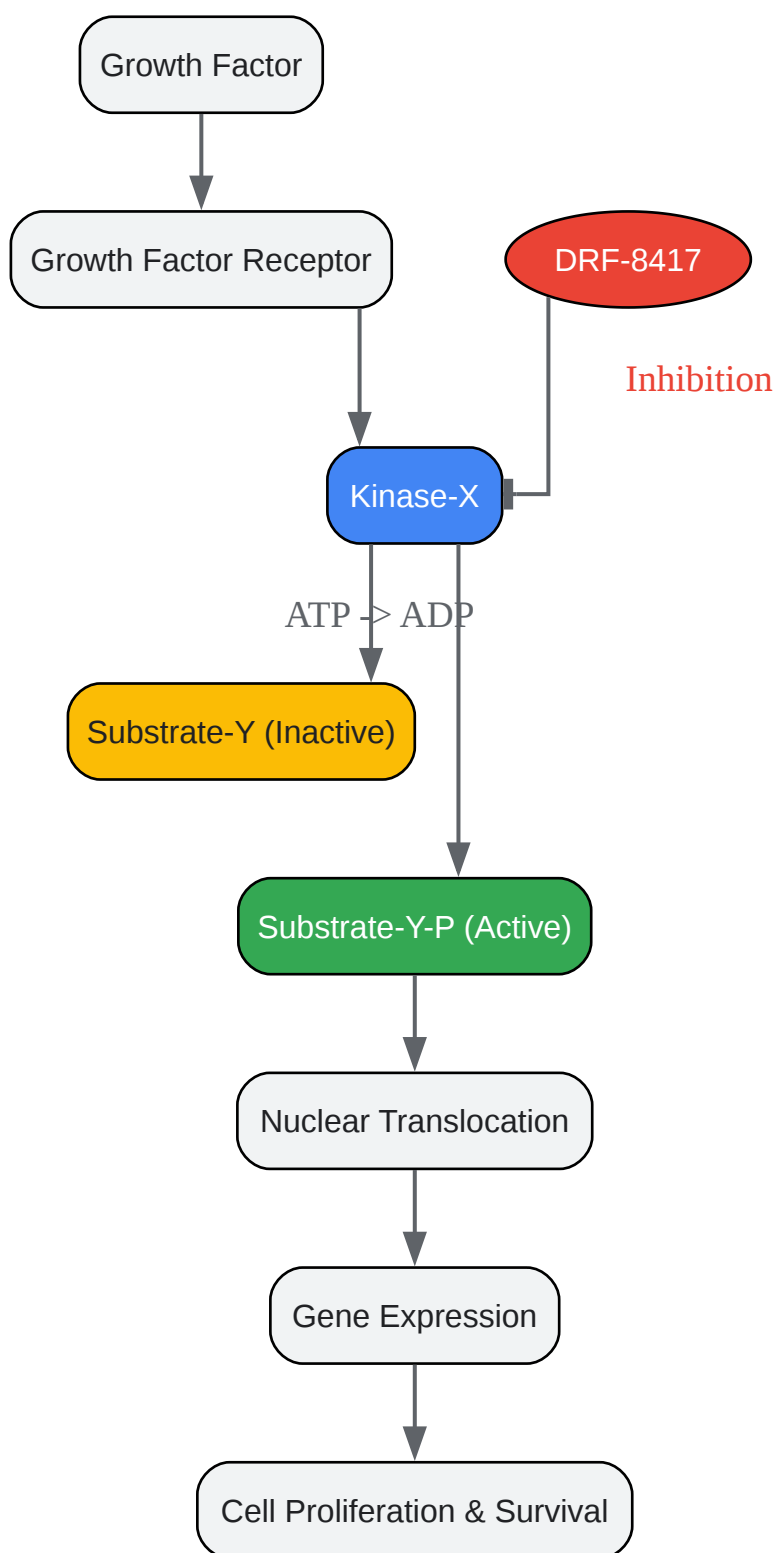 Growth Factor
Growth Factor Receptor
DRF-8417
Inhibition
Kinase-X
ATP -> ADP
Substrate-Y (Inactive)
Substrate-Y-P (Active)
Nuclear Translocation
Gene Expression
Cell Proliferation & Survival